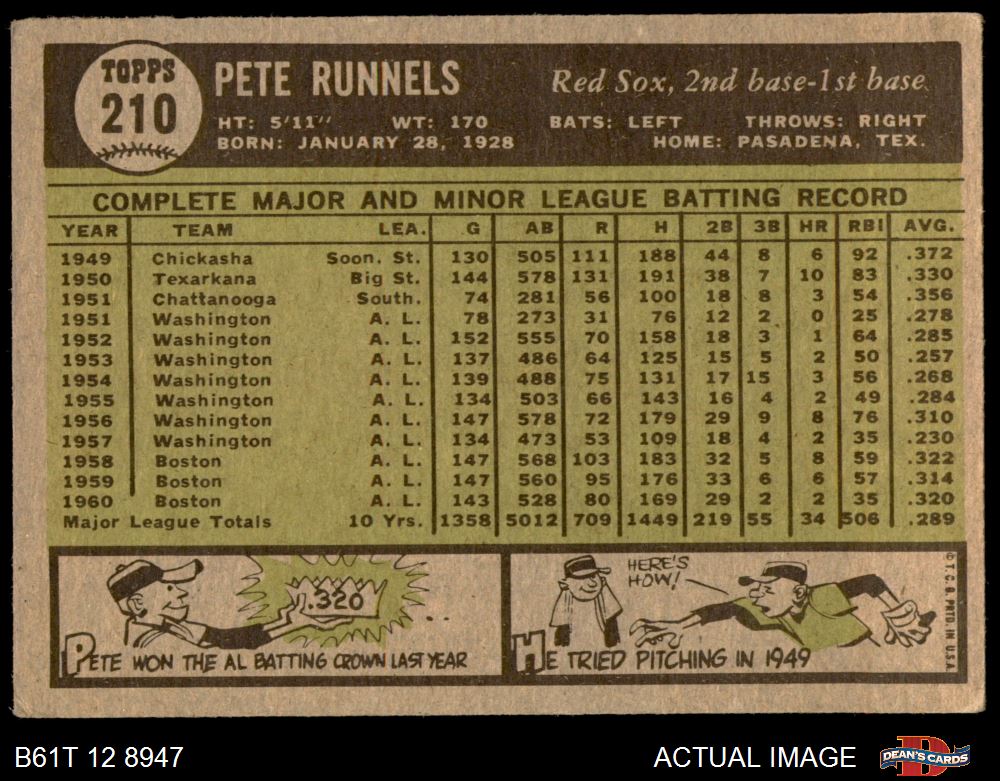 TOPPS
210
PETE RUNNELS
Red Sox, 2nd base-1st base
HT: 5'11" WT: 170 BATS: LEFT THROWS: RIGHT
BORN: JANUARY 28, 1928 HOME: PASADENA, TEX.
COMPLETE MAJOR AND MINOR LEAGUE BATTING RECORD
YEAR TEAM LEA. G AB R H 2B 3B HR RBI AVG.
1949 Chickasha Soon. St. 130 505 111 188 44 8 6 92 .372
1950 Texarkana Big St. 144 578 131 191 38 7 10 83 .330
1951 Chattanooga South. 74 281 56 100 18 8 3 54 .356
1951 Washington A. L. 78 273 31 76 12 2 0 25 .278
1952 Washington A. L. 152 555 70 158 18 3 1 64 .285
1953 Washington A. L. 137 486 64 125 15 5 2 50 .257
1954 Washington A. L. 139 488 75 131 17 15 3 56 .268
1955 Washington A. L. 134 503 66 143 16 4 2 49 .284
1956 Washington A. L. 147 578 72 179 29 9 8 76 .310
1957 Washington A. L. 134 473 53 109 18 4 2 35 .230
1958 Boston A. L. 147 568 103 183 32 5 8 59 .322
1959 Boston A. L. 147 560 95 176 33 6 6 57 .314
1960 Boston A. L. 143 528 80 169 29 2 2 35 .320
Major League Totals 10 Yrs. 1358 5012 709 1449 219 55 34 506 .289
.320
PETE WON THE AL BATTING CROWN LAST YEAR
HERE'S
HOW!
HE TRIED PITCHING IN 1949
© T. C. G. PRTD. IN U.S.A.
B61T 12 8947
ACTUAL IMAGE
DEAN'S CARDS